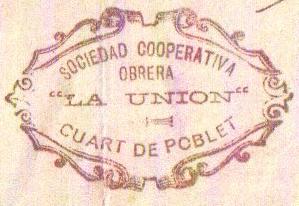 SOCIEDAD COOPERATIVA
OBRERA
"LA UNION"
CUART DE POBLET